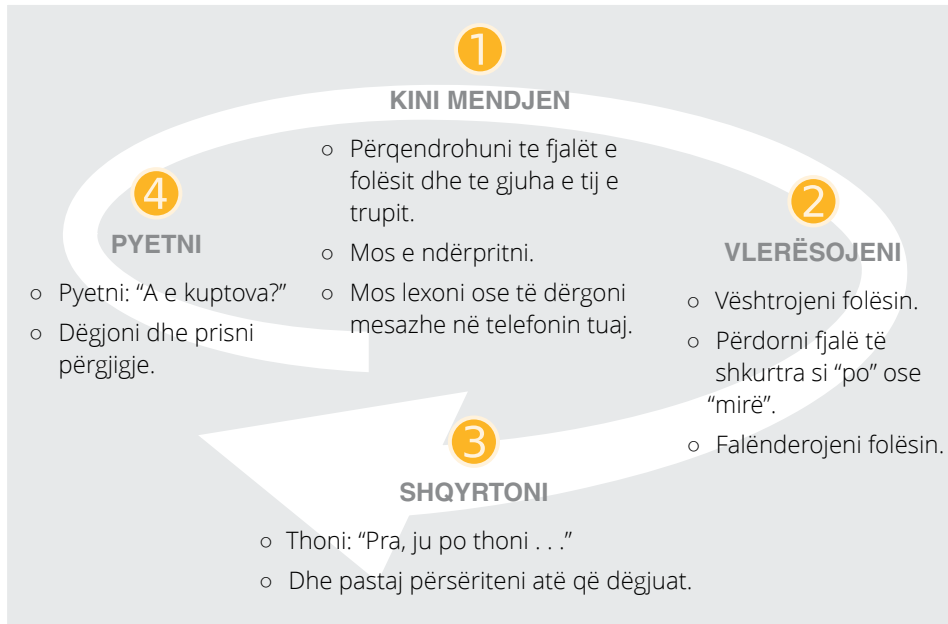 1
KINI MENDJEN
○ Përqendrohuni te fjalët e
folësit dhe te gjuha e tij e
trupit.
○ Mos e ndërpritni.
○ Mos lexoni ose të dërgoni
mesazhe në telefonin tuaj.
2
VLERËSOJENI
○ Vështrojeni folësin.
○ Përdorni fjalë të
shkurtra si “po” ose
“mirë”.
○ Falënderojeni folësin.
3
SHQYRTONI
○ Thoni: “Pra, ju po thoni . . .”
○ Dhe pastaj përsëriteni atë që dëgjuat.
4
PYETNI
○ Pyetni: “A e kuptova?”
○ Dëgjoni dhe prisni
përgjigje.